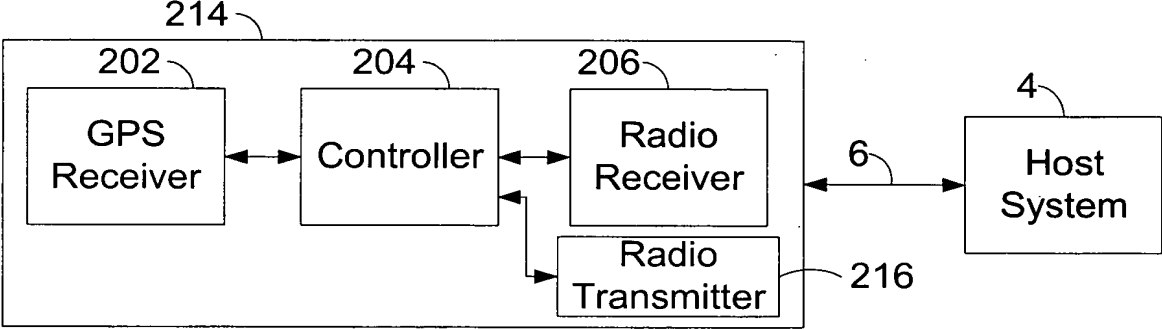 214
202
204
206
4
GPS
Receiver
Controller
Radio
Receiver
6
Host
System
Radio
Transmitter
216